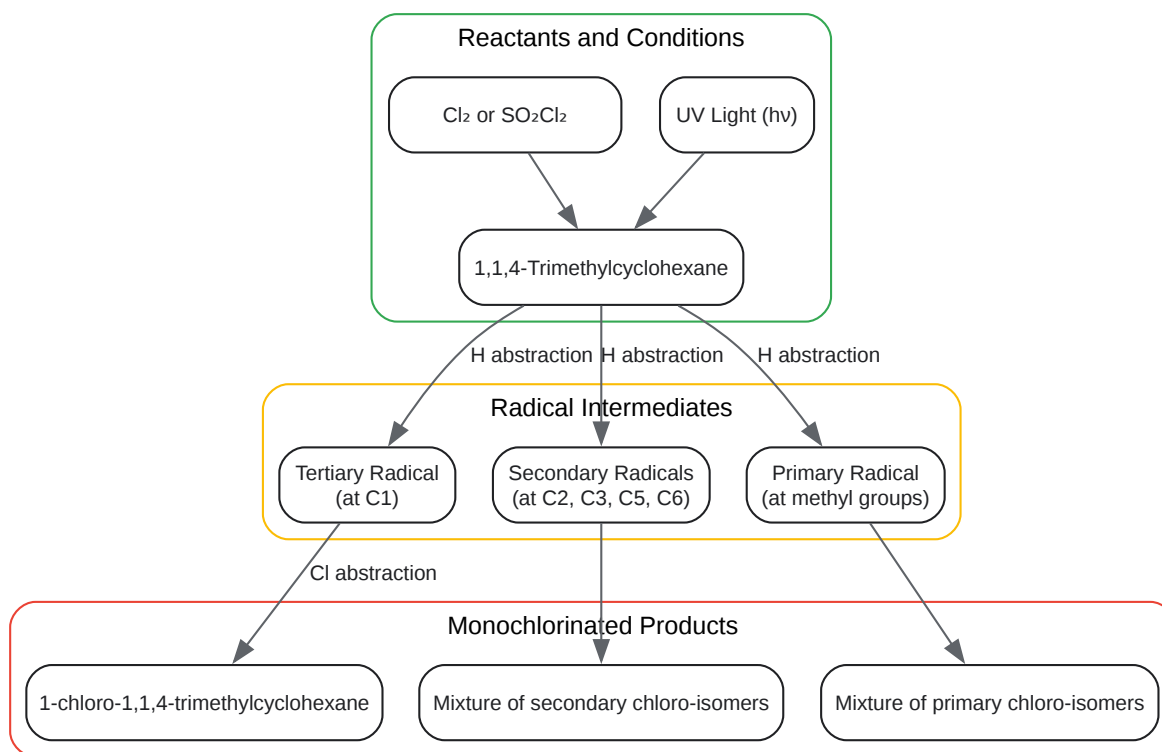 Reactants and Conditions
Cl₂ or SO₂Cl₂
UV Light (hν)
1,1,4-Trimethylcyclohexane
H abstraction
H abstraction
H abstraction
Radical Intermediates
Tertiary Radical
(at C1)
Secondary Radicals
(at C2, C3, C5, C6)
Primary Radical
(at methyl groups)
Cl abstraction
Monochlorinated Products
1-chloro-1,1,4-trimethylcyclohexane
Mixture of secondary chloro-isomers
Mixture of primary chloro-isomers